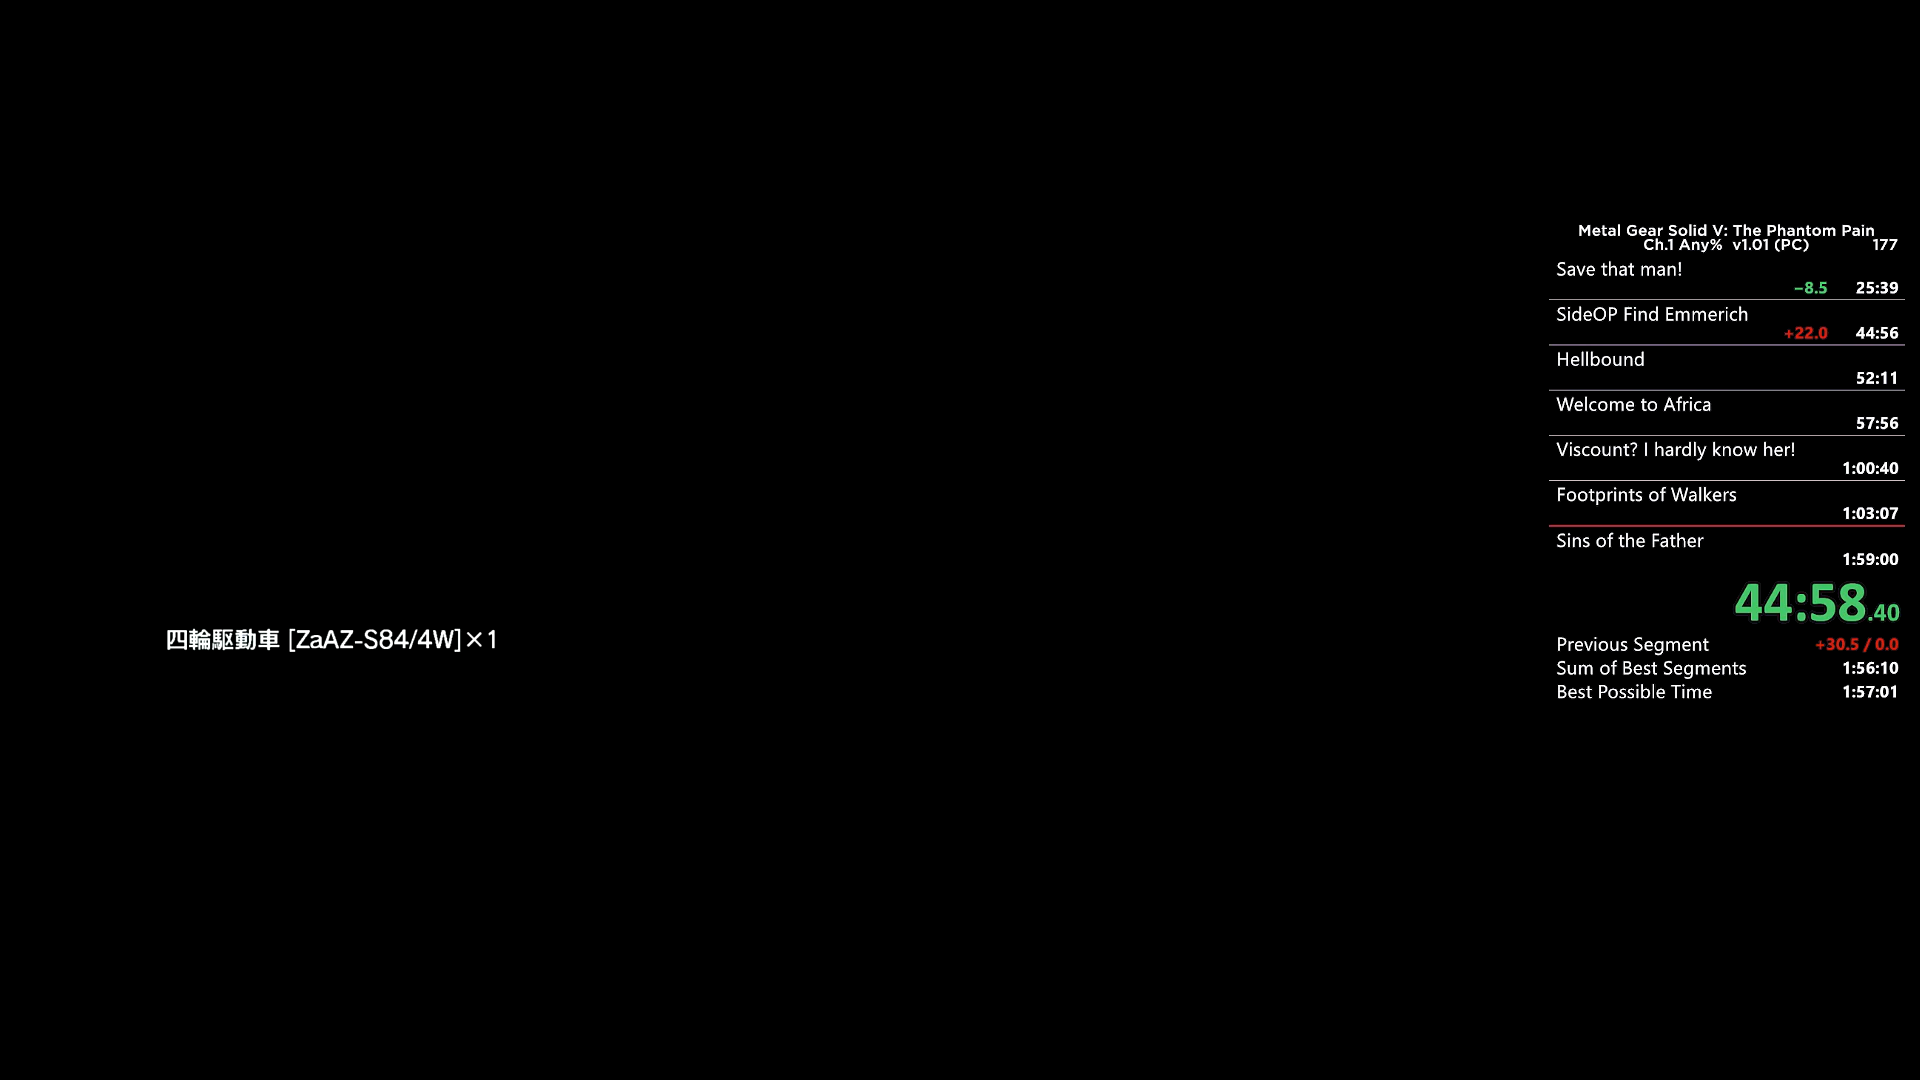 Metal Gear Solid V: The Phantom Pain
Ch.1 Any% v1.01 (PC) 177
Save that man!
−8.5 25:39
SideOP Find Emmerich
+22.0 44:56
Hellbound
52:11
Welcome to Africa
57:56
Viscount? I hardly know her!
1:00:40
Footprints of Walkers
1:03:07
Sins of the Father
1:59:00
44:58.40
四輪駆動車 [ZaAZ-S84/4W]×1
Previous Segment +30.5 / 0.0
Sum of Best Segments 1:56:10
Best Possible Time 1:57:01